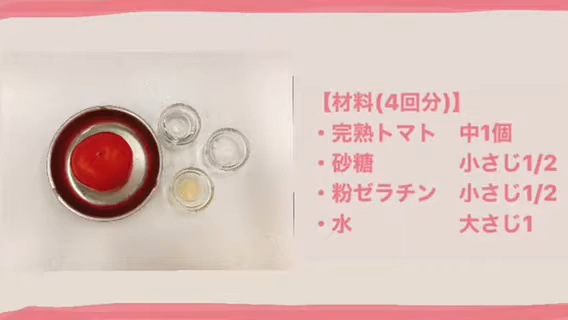 【材料(4回分)】
・完熟トマト 中1個
・砂糖 小さじ1/2
・粉ゼラチン 小さじ1/2
・水 大さじ1